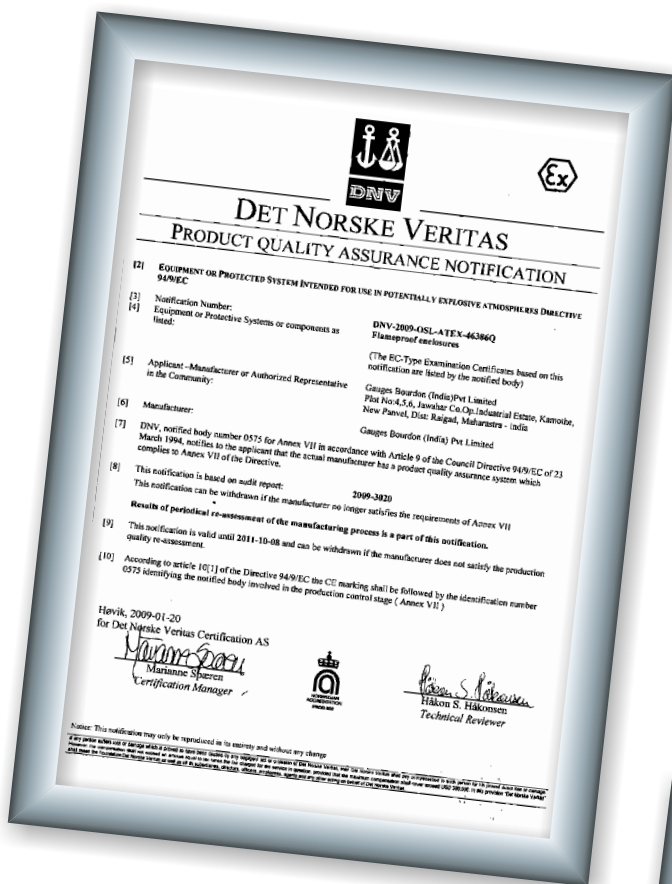 DNV
Ex
DET NORSKE VERITAS
PRODUCT QUALITY ASSURANCE NOTIFICATION
[2] EQUIPMENT OR PROTECTED SYSTEM INTENDED FOR USE IN POTENTIALLY EXPLOSIVE ATMOSPHERES DIRECTIVE
94/9/EC
[3] Notification Number: DNV-2009-OSL-ATEX-46386Q
[4] Equipment or Protective Systems or components as Flameproof enclosures
listed:
(The EC-Type Examination Certificates based on this
notification are listed by the notified body)
[5] Applicant –Manufacturer or Authorized Representative Gauges Bourdon (India)Pvt Limited
in the Community: Plot No:4,5,6, Jawahar Co.Op.Industrial Estate, Kamothe,
New Panvel, Dist: Raigad, Maharastra - india
[6] Manufacturer: Gauges Bourdon (India) Pvt Limited
[7] DNV, notified body number 0575 for Annex VII in accordance with Article 9 of the Council Directive 94/9/EC of 23
March 1994, notifies to the applicant that the actual manufacturer has a product quality assurance system which
complies to Annex VII of the Directive.
[8] This notification is based on audit report: 2009-3020
This notification can be withdrawn if the manufacturer no longer satisfies the requirements of Annex VII
Results of periodical re-assessment of the manufacturing process is a part of this notification.
[9] This notification is valid until 2011-10-08 and can be withdrawn if the manufacturer does not satisfy the production
quality re-assessment.
[10] According to article 10[1] of the Directive 94/9/EC the CE marking shall be followed by the identification number
0575 identifying the notified body involved in the production control stage ( Annex VII )
Høvik, 2009-01-20
for Det Norske Veritas Certification AS
Marianne Spæren
Certification Manager
NORWEGIAN
ACCREDITATION
Håkon S. Håkonsen
Technical Reviewer
Notice: This notification may only be reproduced in its entirety and without any change